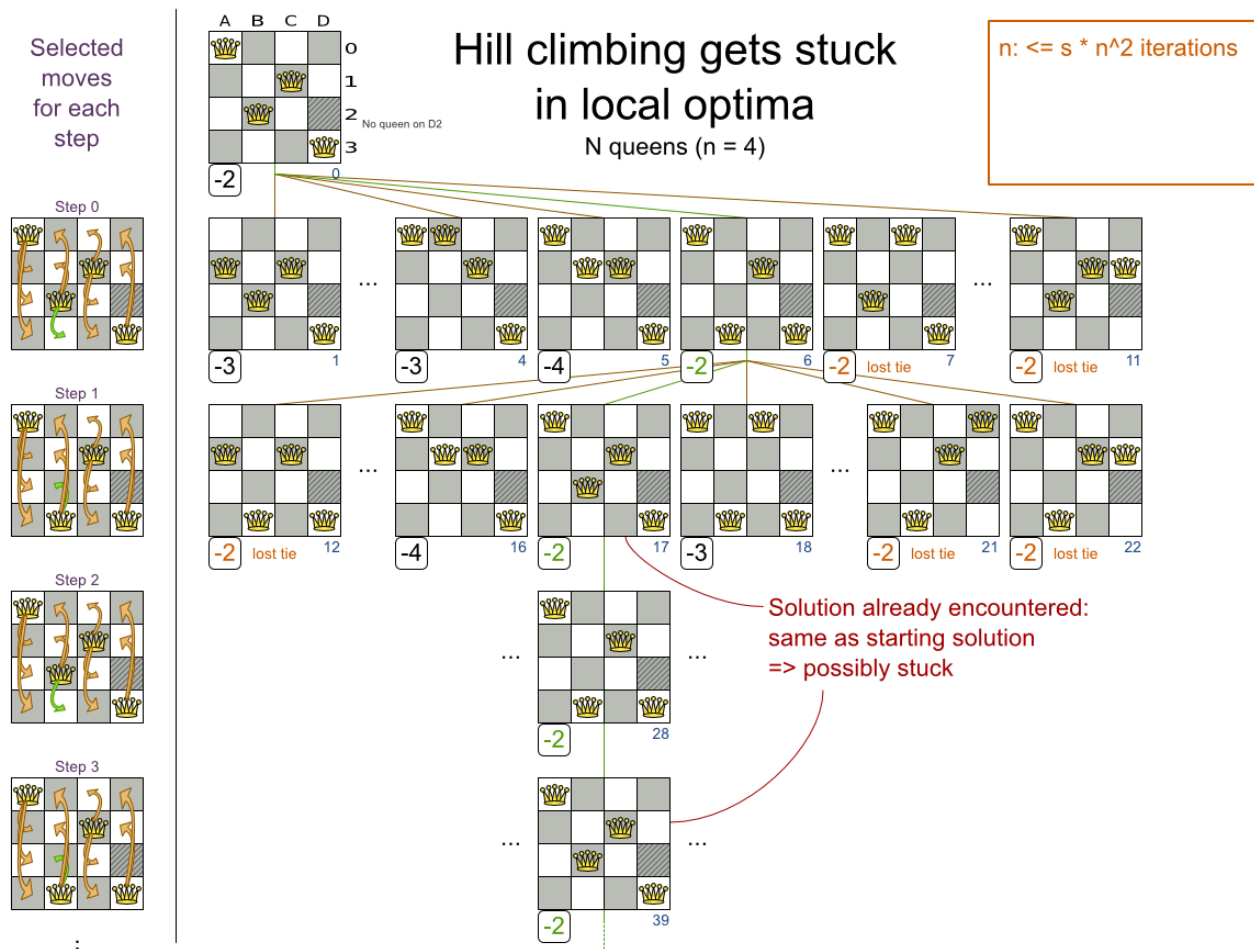 Selected
moves
for each
step
A B C D
0
1
2
3
No queen on D2
-2
0
Hill climbing gets stuck
in local optima
N queens (n = 4)
n: <= s * n^2 iterations
Step 0
...
...
-3
1
-3
4
-4
5
-2
6
-2
lost tie
7
-2
lost tie
11
Step 1
...
...
-2
lost tie
12
-4
16
-2
17
-3
18
-2
lost tie
21
-2
lost tie
22
Step 2
...
...
-2
28
Solution already encountered:
same as starting solution
=> possibly stuck
Step 3
...
...
-2
39
: